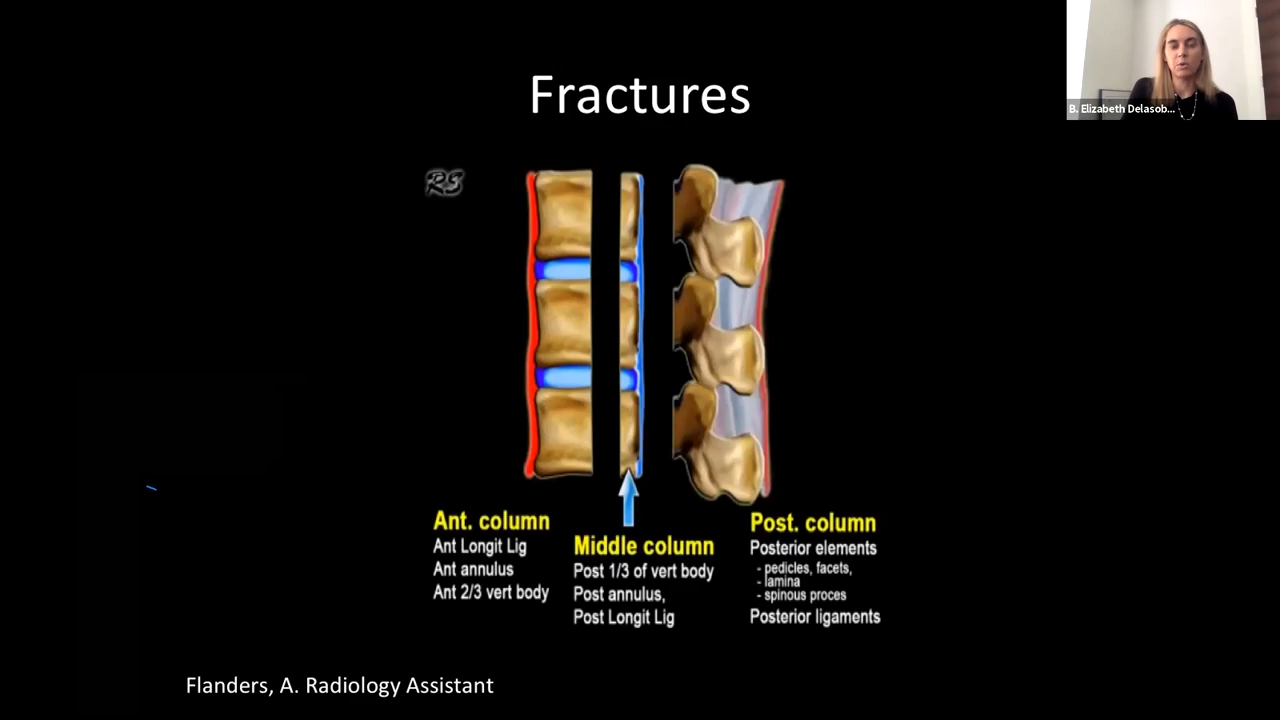 B. Elizabeth Delasob...
Fractures
RS
Ant. column
Ant Longit Lig
Ant annulus
Ant 2/3 vert body
Middle column
Post 1/3 of vert body
Post annulus,
Post Longit Lig
Post. column
Posterior elements
- pedicles, facets,
- lamina
- spinous proces
Posterior ligaments
Flanders, A. Radiology Assistant